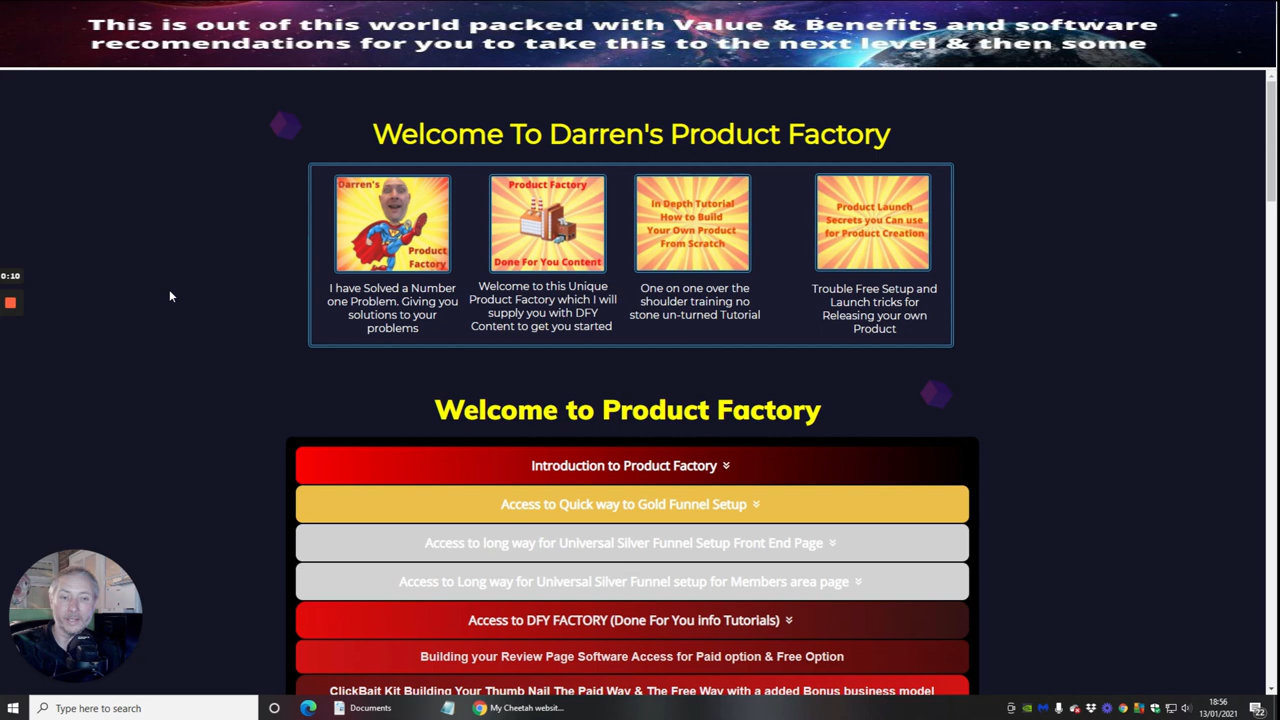 This is out of this world packed with Value & Benefits and software
recomendations for you to take this to the next level & then some
Welcome To Darren's Product Factory
Darren's
Product
Factory
Product Factory
Done For You Content
In Depth Tutorial
How to Build
Your Own Product
From Scratch
Product Launch
Secrets you Can use
for Product Creation
I have Solved a Number
one Problem. Giving you
solutions to your
problems
Welcome to this Unique
Product Factory which I will
supply you with DFY
Content to get you started
One on one over the
shoulder training no
stone un-turned Tutorial
Trouble Free Setup and
Launch tricks for
Releasing your own
Product
0:10
Welcome to Product Factory
Introduction to Product Factory
Access to Quick way to Gold Funnel Setup
Access to long way for Universal Silver Funnel Setup Front End Page
Access to Long way for Universal Silver Funnel setup for Members area page
Access to DFY FACTORY (Done For You info Tutorials)
Building your Review Page Software Access for Paid option & Free Option
ClickBait Kit Building Your Thumb Nail The Paid Way & The Free Way with a added Bonus business model
Type here to search
Documents
My Cheetah websit...
18:56
13/01/2021
22